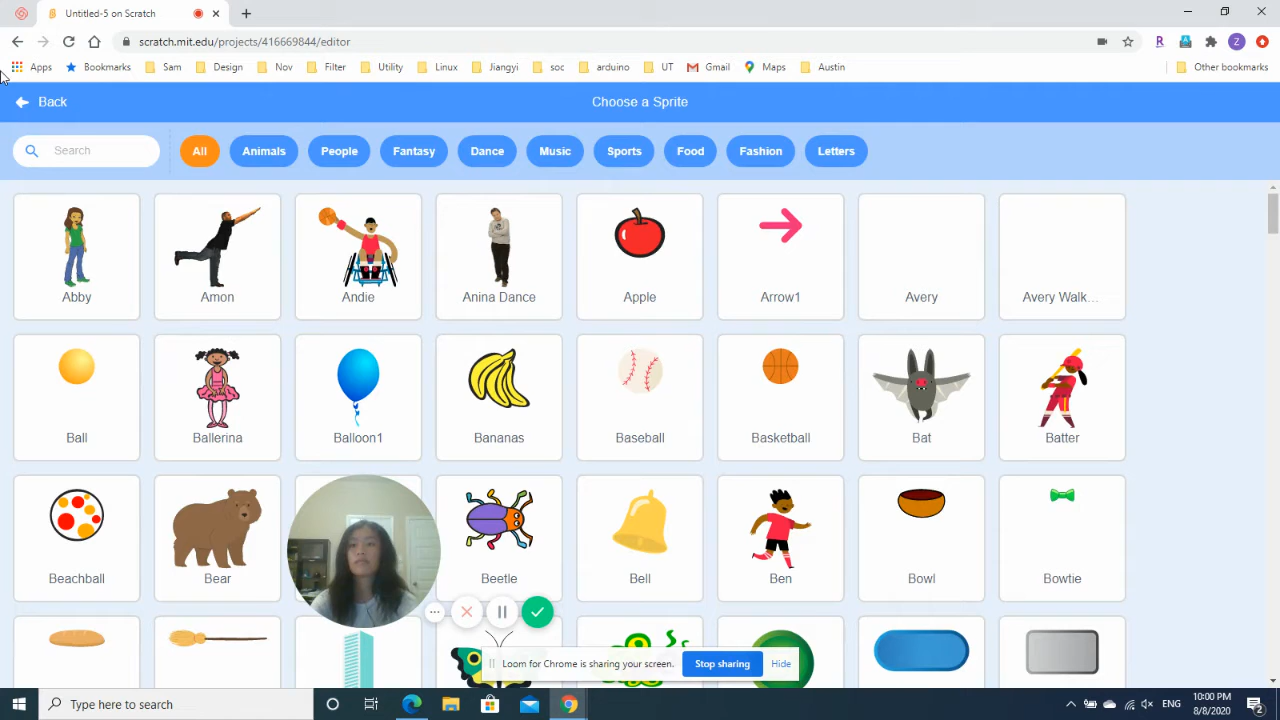 Untitled-5 on Scratch
scratch.mit.edu/projects/416669844/editor
Z
Apps Bookmarks Sam Design Nov Filter Utility Linux Jiangyi soc arduino UT Gmail Maps Austin Other bookmarks
Back Choose a Sprite
Search All Animals People Fantasy Dance Music Sports Food Fashion Letters
Abby Amon Andie Anina Dance Apple Arrow1 Avery Avery Walk...
Ball Ballerina Balloon1 Bananas Baseball Basketball Bat Batter
Beachball Bear Beetle Bell Ben Bowl Bowtie
Loom for Chrome is sharing your screen. Stop sharing Hide
Type here to search ENG 10:00 PM
8/8/2020 2